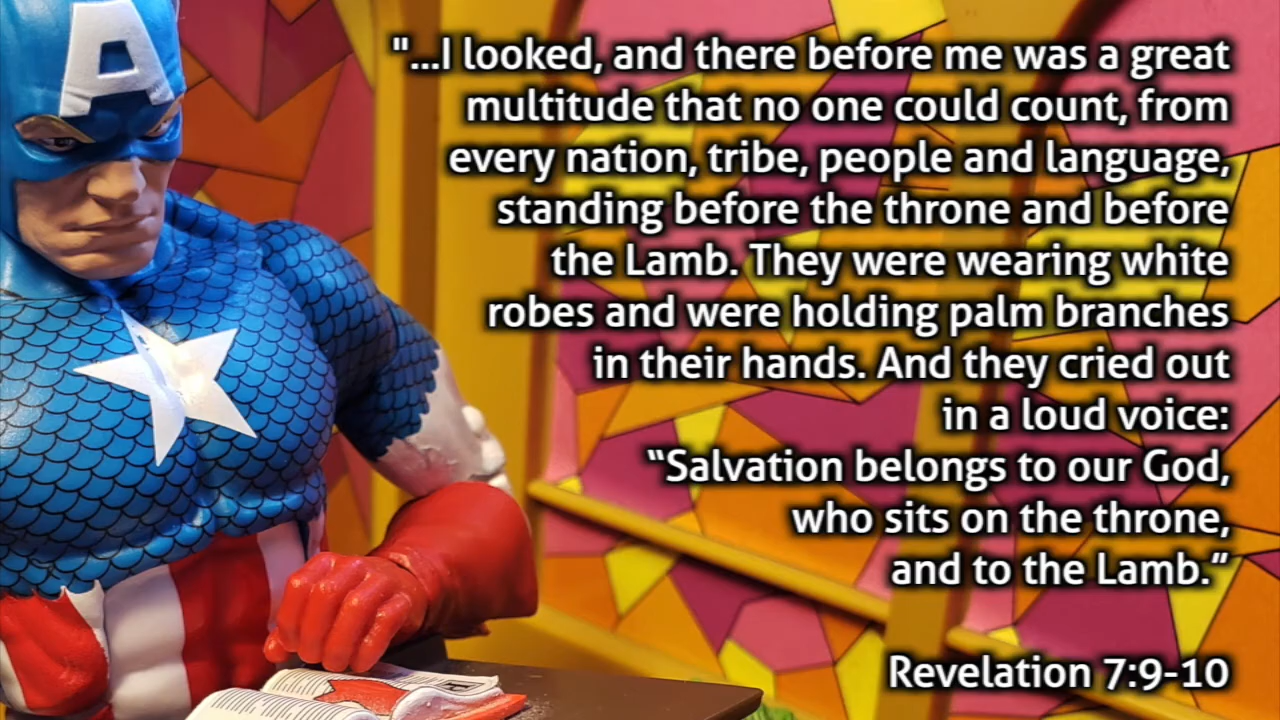 A
"...I looked, and there before me was a great
multitude that no one could count, from
every nation, tribe, people and language,
standing before the throne and before
the Lamb. They were wearing white
robes and were holding palm branches
in their hands. And they cried out
in a loud voice:
“Salvation belongs to our God,
who sits on the throne,
and to the Lamb.”
Revelation 7:9-10